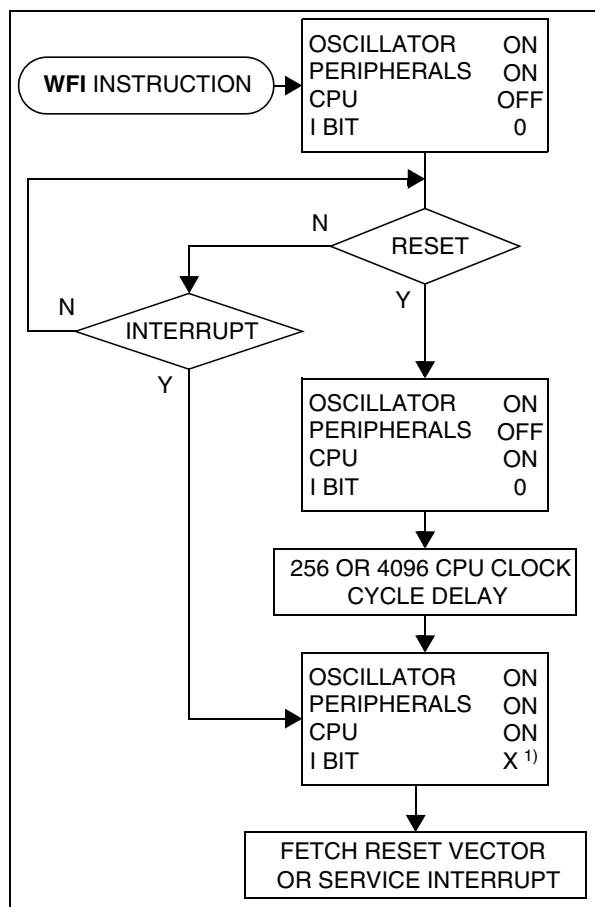 WFI INSTRUCTION
OSCILLATOR ON
PERIPHERALS ON
CPU OFF
I BIT 0
N
RESET
Y
N
INTERRUPT
Y
OSCILLATOR ON
PERIPHERALS OFF
CPU ON
I BIT 0
256 OR 4096 CPU CLOCK
CYCLE DELAY
OSCILLATOR ON
PERIPHERALS ON
CPU ON
I BIT X 1)
FETCH RESET VECTOR
OR SERVICE INTERRUPT